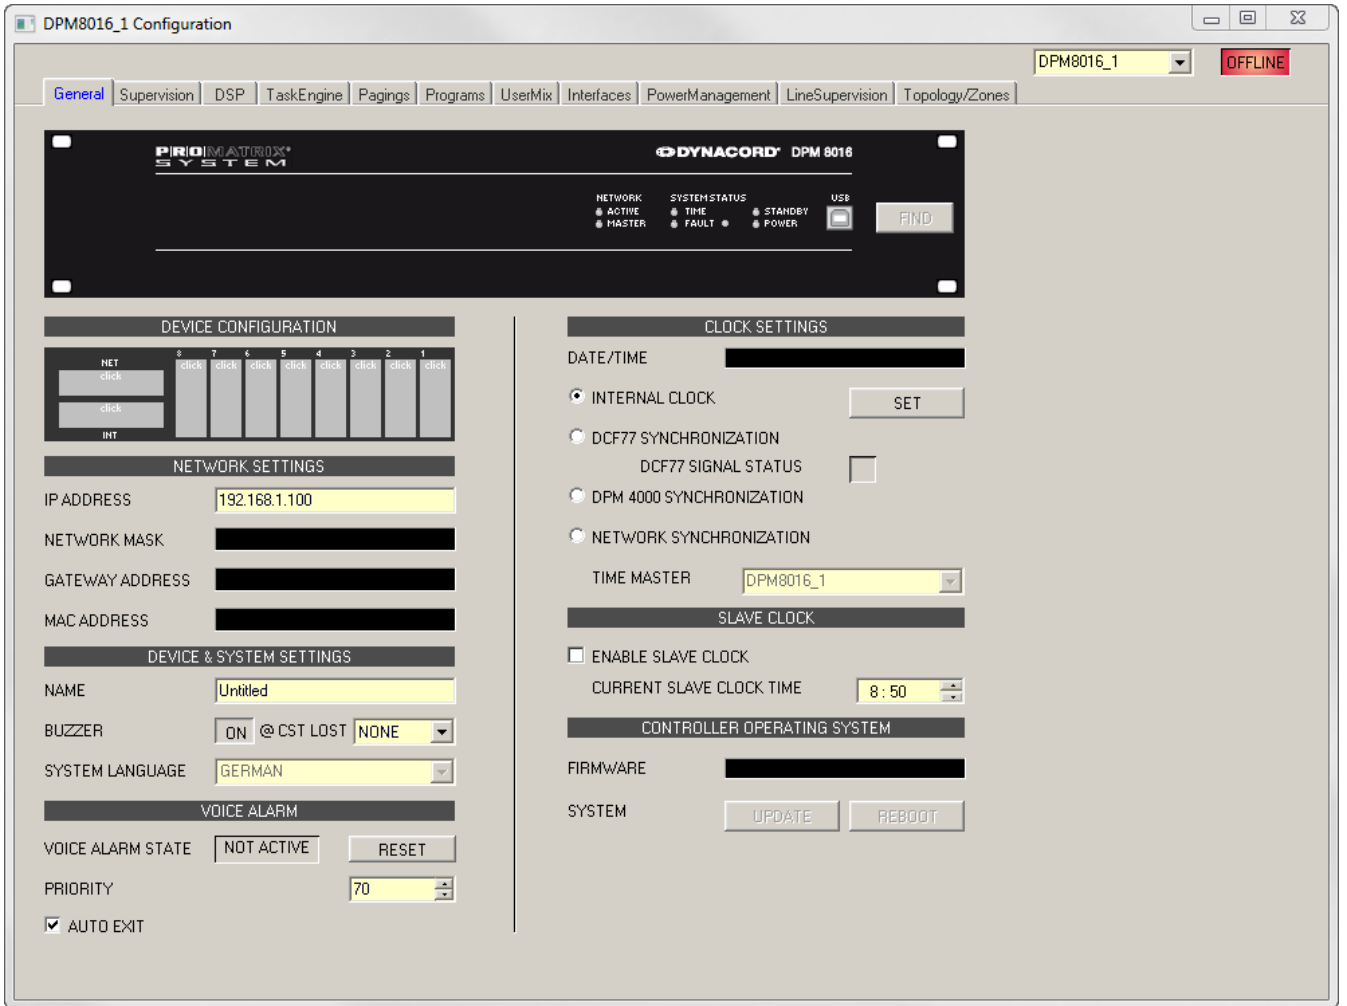 DPM8016_1 Configuration
DPM8016_1 OFFLINE
General Supervision DSP TaskEngine Pagings Programs UserMix Interfaces PowerManagement LineSupervision Topology/Zones
PROMATRIX
SYSTEM
DYNACORD DPM 8016
NETWORK SYSTEM STATUS USB
ACTIVE TIME STANDBY
MASTER FAULT POWER
FIND
DEVICE CONFIGURATION
NET 8 7 6 5 4 3 2 1
click click click click click click click click click
click
INT
NETWORK SETTINGS
IP ADDRESS 192.168.1.100
NETWORK MASK
GATEWAY ADDRESS
MAC ADDRESS
DEVICE & SYSTEM SETTINGS
NAME Untitled
BUZZER ON @ CST LOST NONE
SYSTEM LANGUAGE GERMAN
VOICE ALARM
VOICE ALARM STATE NOT ACTIVE RESET
PRIORITY 70
AUTO EXIT
CLOCK SETTINGS
DATE/TIME
INTERNAL CLOCK SET
DCF77 SYNCHRONIZATION
DCF77 SIGNAL STATUS
DPM 4000 SYNCHRONIZATION
NETWORK SYNCHRONIZATION
TIME MASTER DPM8016_1
SLAVE CLOCK
ENABLE SLAVE CLOCK
CURRENT SLAVE CLOCK TIME 8 : 50
CONTROLLER OPERATING SYSTEM
FIRMWARE
SYSTEM UPDATE REBOOT